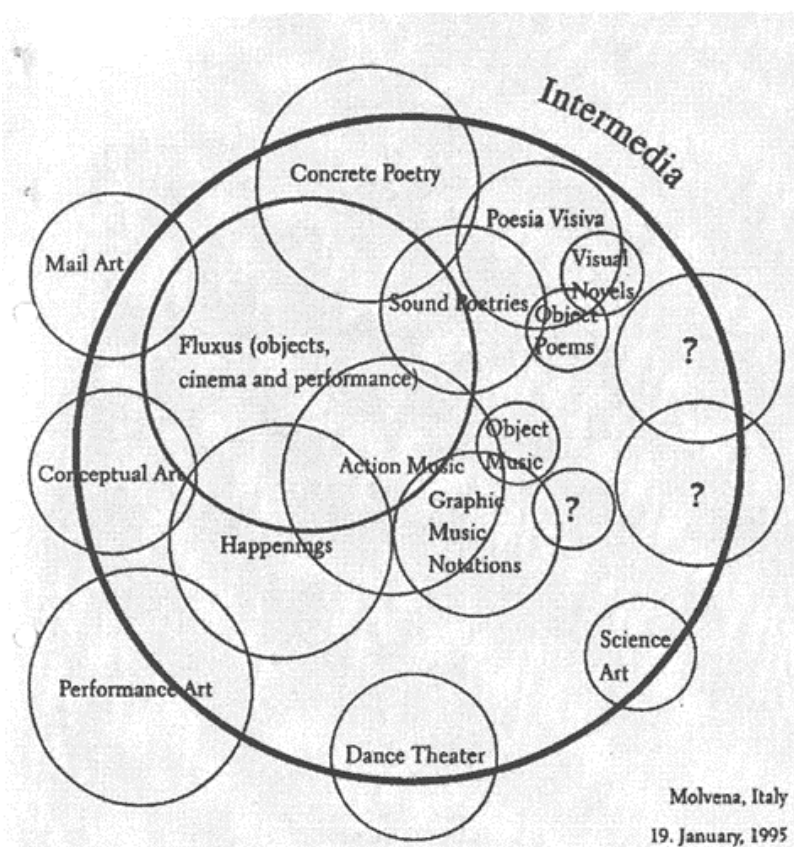 Intermedia
Concrete Poetry
Poesia Visiva
Mail Art
Visual
Novels
Sound Poetries
Object
Poems
Fluxus (objects,
cinema and performance)
?
Object
Music
Conceptual Art
Action Music
Graphic
Music
Notations
?
?
Happenings
Science
Art
Performance Art
Dance Theater
Molvena, Italy
19. January, 1995